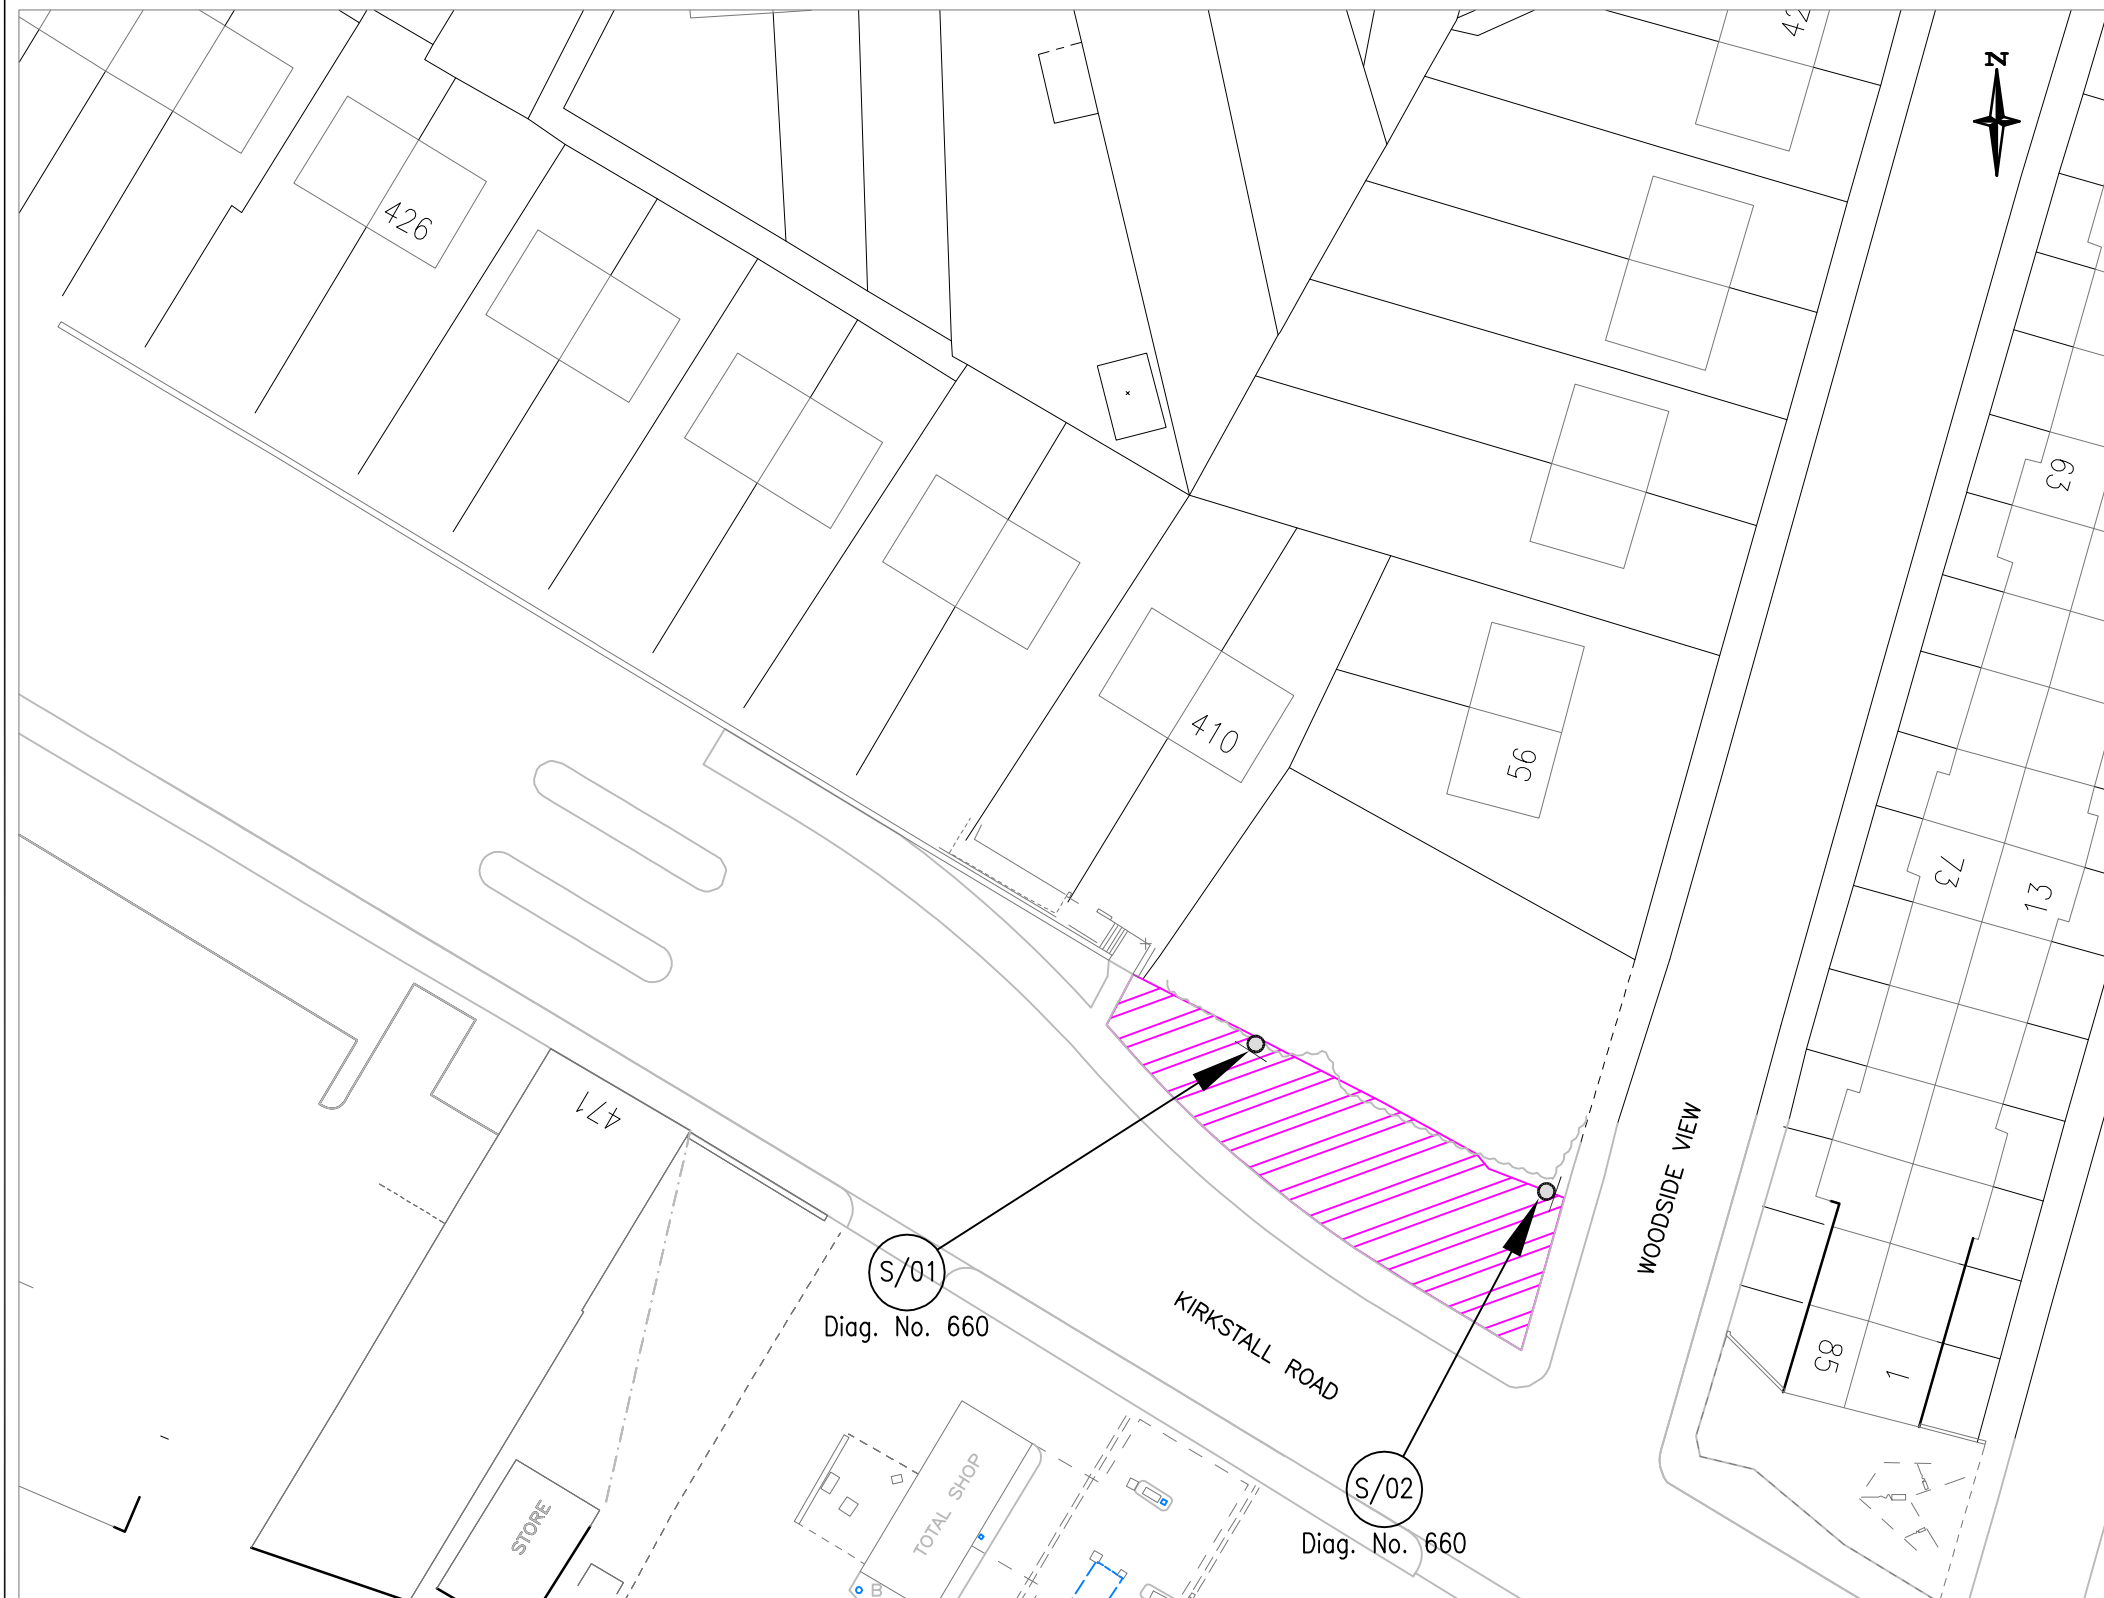 42
N
426
63
410
56
73
13
471
WOODSIDE VIEW
S/01
Diag. No. 660
KIRKSTALL ROAD
85
1
S/02
Diag. No. 660
TOTAL SHOP
STORE
B